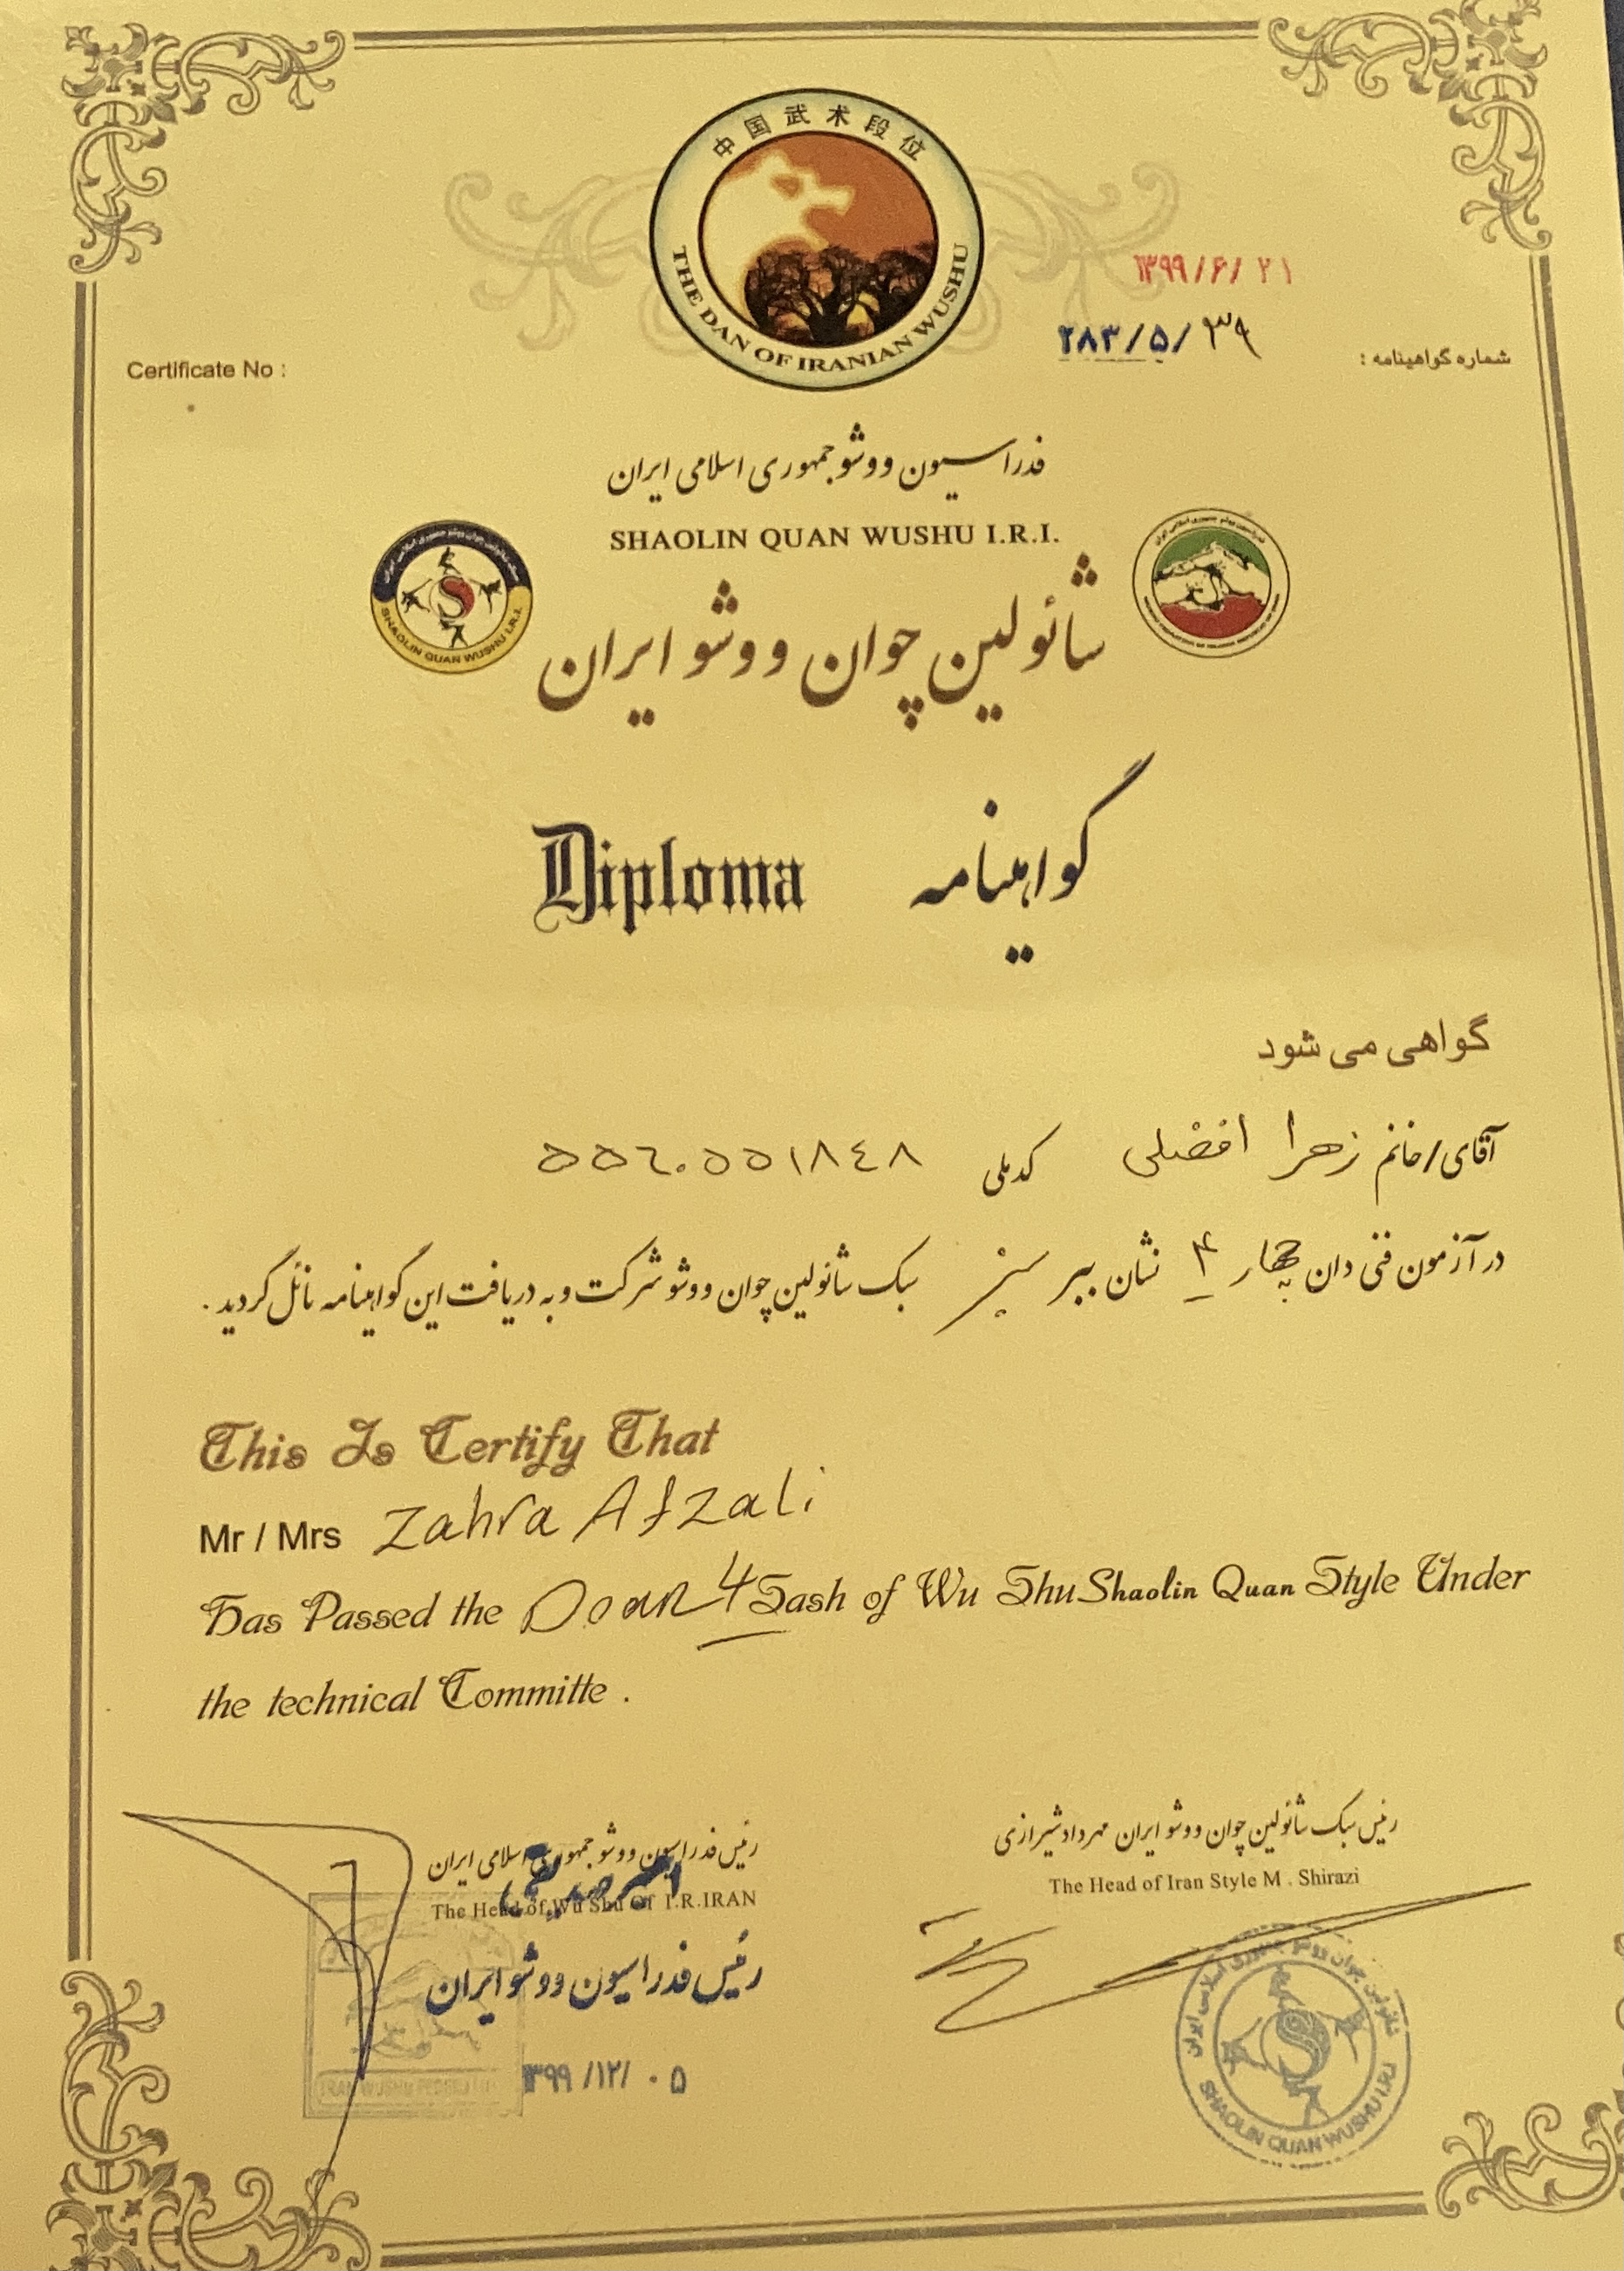 中国武术段位
THE DAN OF IRANIAN WUSHU
۱۳۹۹/۶/۲۱
Certificate No :
۲۸۳/۵/۳۹
شماره گواهینامه :
فدراسیون ووشو جمهوری اسلامی ایران
SHAOLIN QUAN WUSHU I.R.I.
SHAOLIN QUAN WUSHU I.R.I.
شائولین چوان ووشو ایران
Diploma
گواهینامه
گواهی می شود
آقای/خانم زهرا افضلی کدملی ۵۵۶۰۵۵۱۸۴۸
در آزمون فنی دان چهار ۴ نشان ببر سبز سبک شائولین چوان ووشو شرکت و به دریافت این گواهینامه نائل گردید .
This Is Certify That
Mr / Mrs Zahra Afzali
Has Passed the Doan 4 Sash of Wu Shu Shaolin Quan Style Under
the technical Committe .
رئیس سبک شائولین چوان ووشو ایران مهرداد شیرازی
The Head of Iran Style M . Shirazi
رئیس فدراسیون ووشو جمهوری اسلامی ایران
The Head of Wu Shu Of I.R.IRAN
رئیس فدراسیون ووشو ایران
۱۳۹۹/۱۲/۰۵
SHAOLIN QUAN WUSHU I.R.I